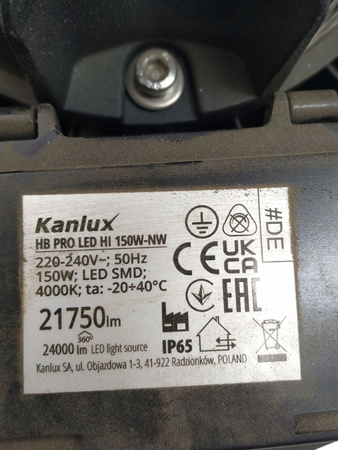 Kanlux
HB PRO LED HI 150W-NW
220-240V~; 50Hz
150W; LED SMD;
4000K; ta: -20÷40°C
21750lm
360°
24000 lm LED light source
Kanlux SA, ul. Objazdowa 1-3, 41-922 Radzionków, POLAND
CE
UK
CA
EAC
IP65
#DE